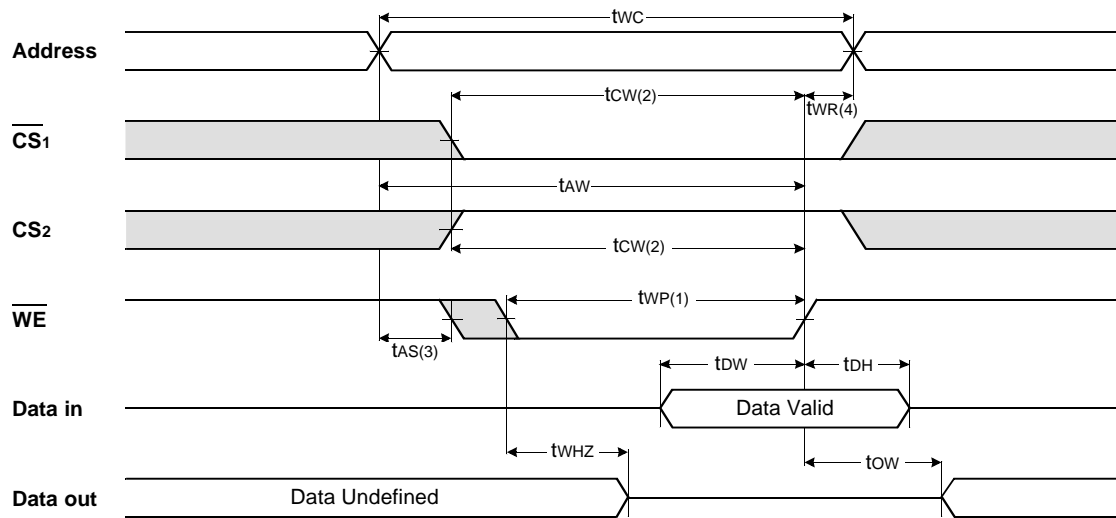 tWC
Address
tCW(2)
tWR(4)
CS1
tAW
CS2
tCW(2)
tWP(1)
WE
tAS(3)
tDW
tDH
Data in
Data Valid
tWHZ
tOW
Data out
Data Undefined